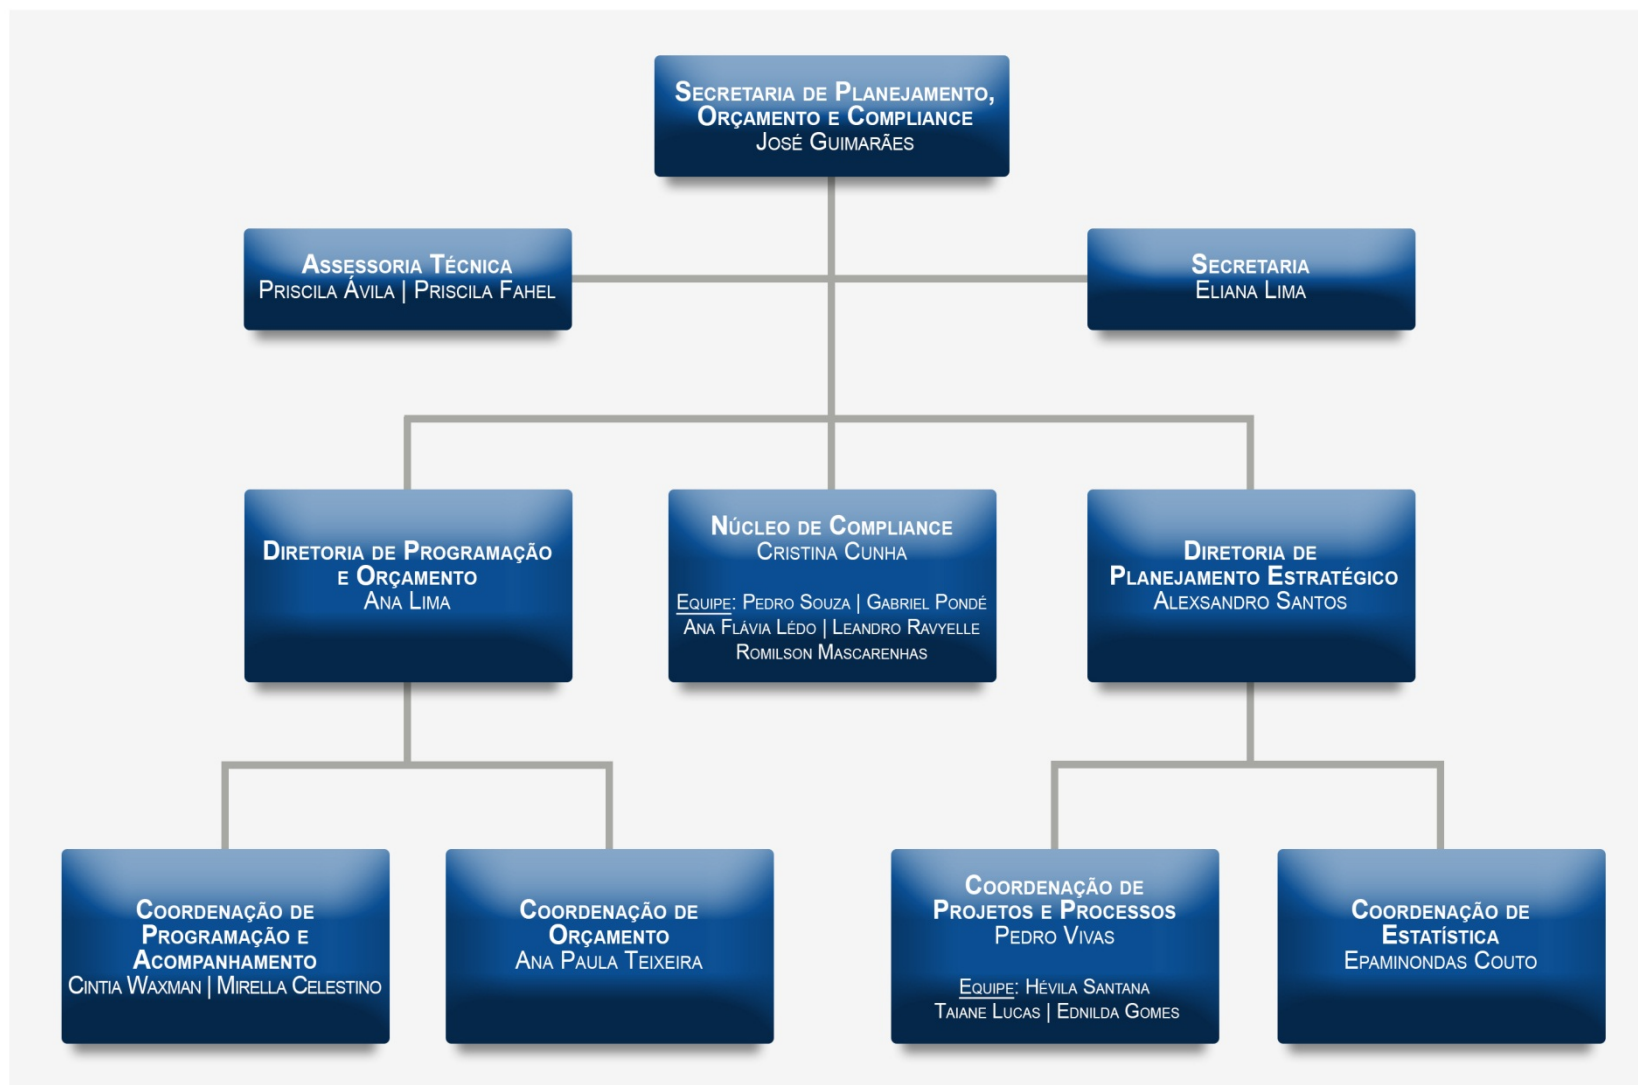 Secretaria de Planejamento,
Orçamento e Compliance
José Guimarães
Assessoria Técnica
Priscila Ávila | Priscila Fahel
Secretaria
Eliana Lima
Diretoria de Programação
e Orçamento
Ana Lima
Núcleo de Compliance
Cristina Cunha
Equipe: Pedro Souza | Gabriel Pondé
Ana Flávia Lédo | Leandro Ravyelle
Romilson Mascarenhas
Diretoria de
Planejamento Estratégico
Alexsandro Santos
Coordenação de
Programação e
Acompanhamento
Cintia Waxman | Mirella Celestino
Coordenação de
Orçamento
Ana Paula Teixeira
Coordenação de
Projetos e Processos
Pedro Vivas
Equipe: Hévila Santana
Taiane Lucas | Ednilda Gomes
Coordenação de
Estatística
Epaminondas Couto